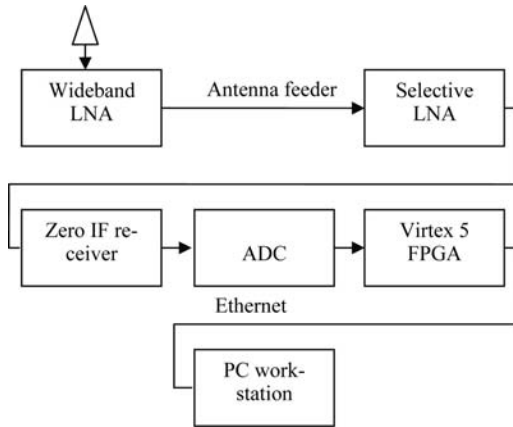 Wideband
LNA
Antenna feeder
Selective
LNA
Zero IF re-
ceiver
ADC
Virtex 5
FPGA
Ethernet
PC work-
station